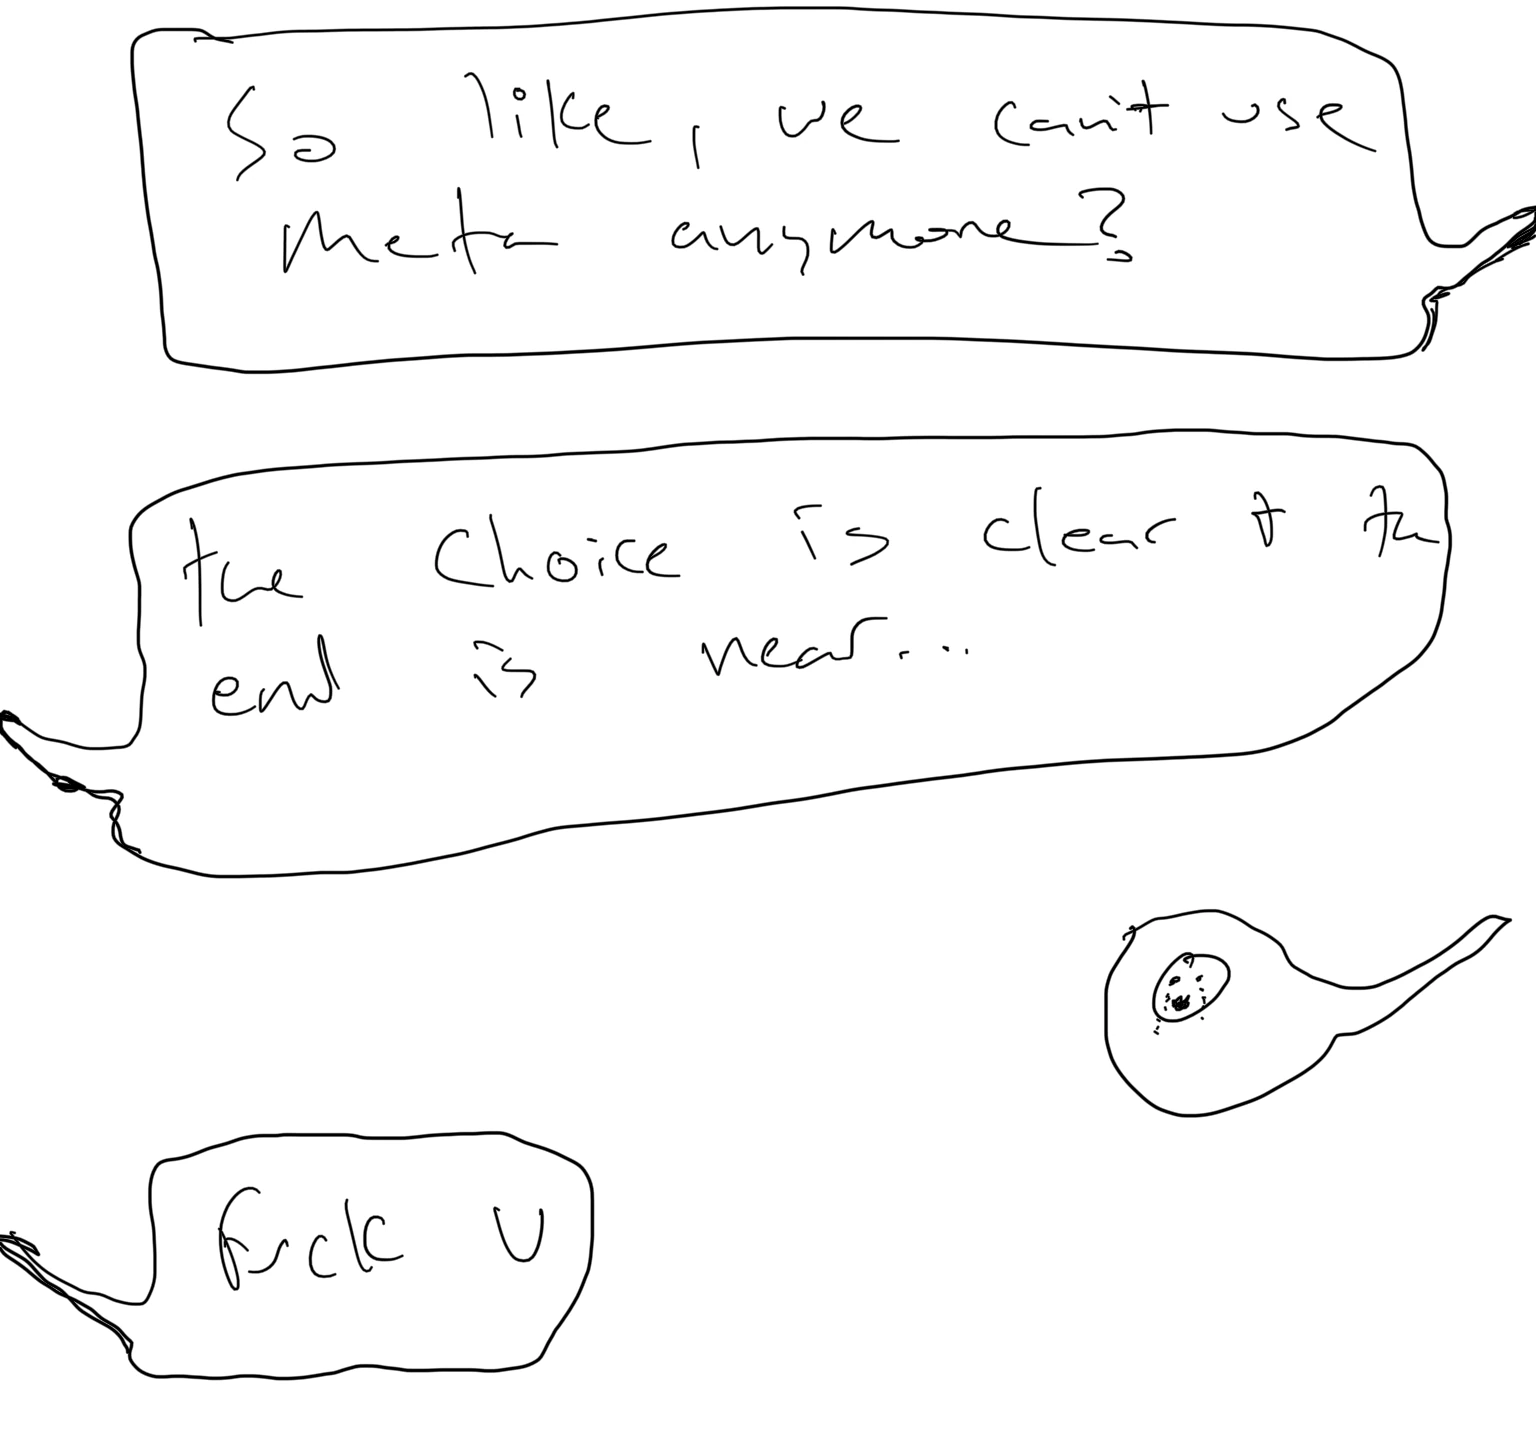 So like, we can't use
meta anymore?
the choice is clear & the
end is near....
fuck U